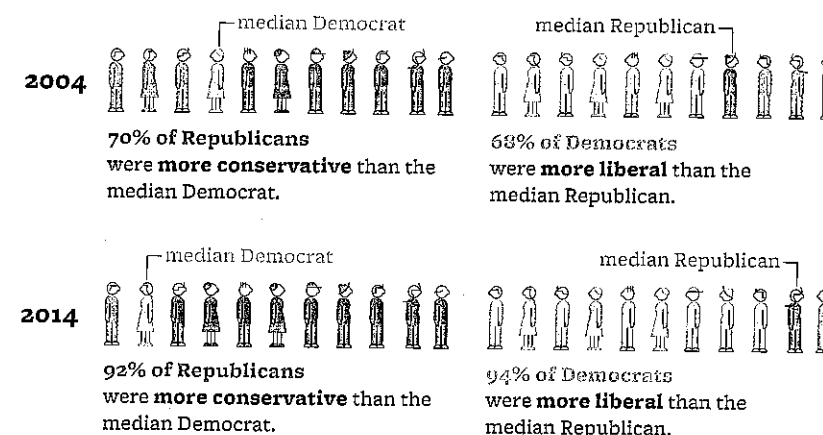 median Democrat
median Republican
2004
70% of Republicans
were more conservative than the
median Democrat.
68% of Democrats
were more liberal than the
median Republican.
median Democrat
median Republican
2014
92% of Republicans
were more conservative than the
median Democrat.
94% of Democrats
were more liberal than the
median Republican.